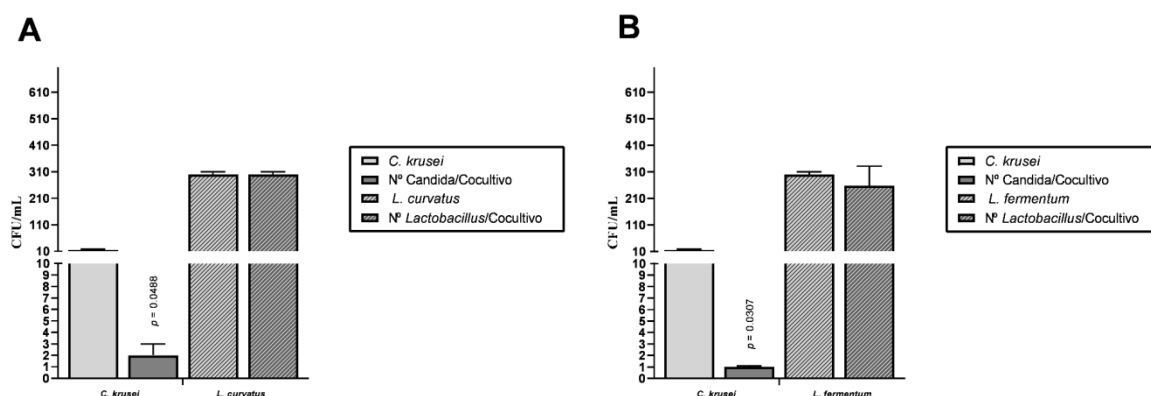 A
CFU/mL
610
510
410
310
210
110
10
10
9
8
7
6
5
4
3
2
1
0
p = 0.0488
C. krusei
L. curvatus
C. krusei
Nº Candida/Cocultivo
L. curvatus
Nº Lactobacillus/Cocultivo
B
CFU/mL
610
510
410
310
210
110
10
10
9
8
7
6
5
4
3
2
1
0
p = 0.0307
C. krusei
L. fermentum
C. krusei
Nº Candida/Cocultivo
L. fermentum
Nº Lactobacillus/Cocultivo